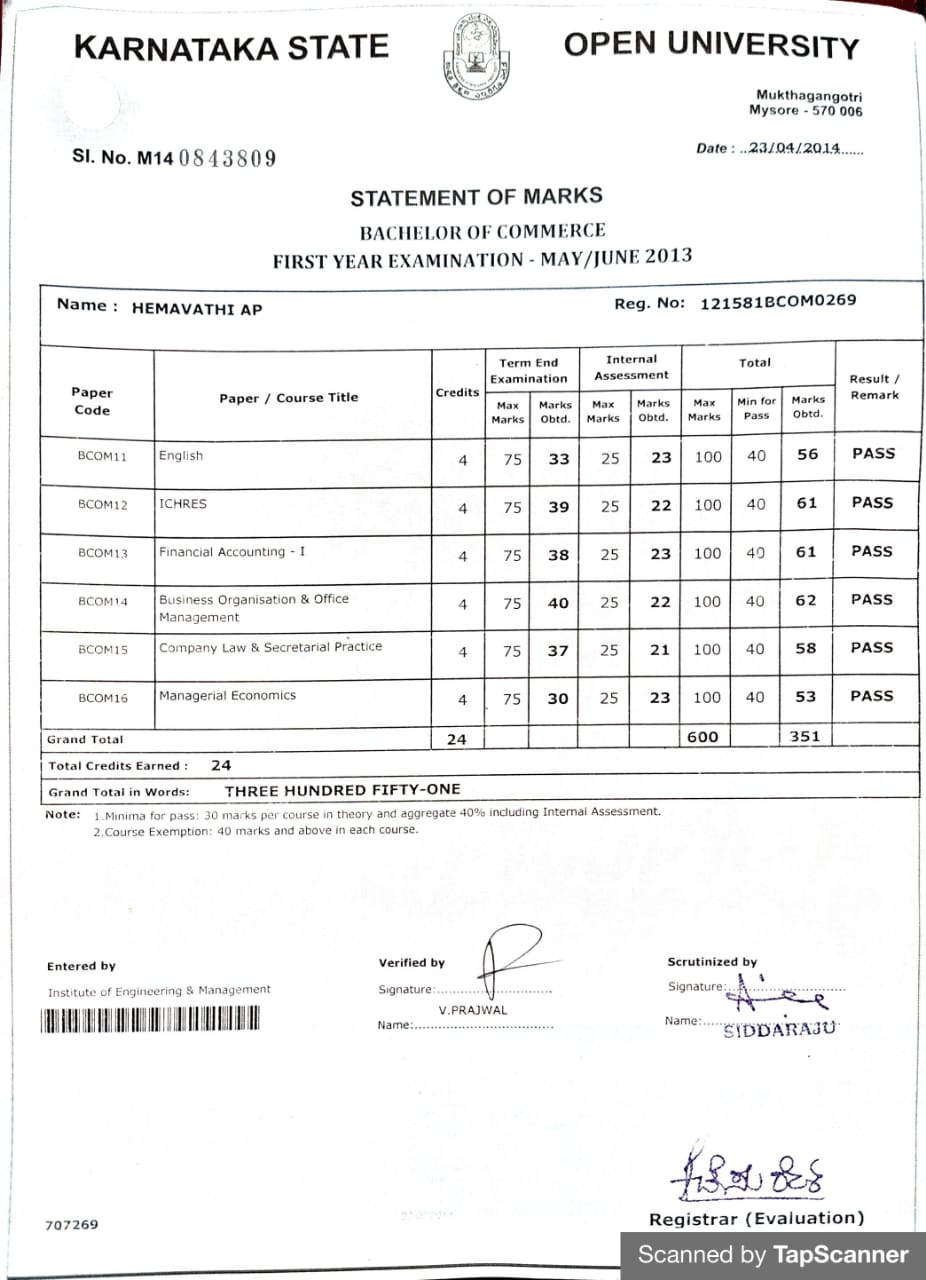 KARNATAKA STATE OPEN UNIVERSITY
Mukthagangotri
Mysore - 570 006
Sl. No. M14 0843809
Date : ..23/04/2014......
STATEMENT OF MARKS
BACHELOR OF COMMERCE
FIRST YEAR EXAMINATION - MAY/JUNE 2013
Name : HEMAVATHI AP Reg. No: 121581BCOM0269
Paper Code Paper / Course Title Credits Term End Examination Internal Assessment Total Result / Remark
Max Marks Marks Obtd. Max Marks Marks Obtd. Max Marks Min for Pass Marks Obtd.
BCOM11 English 4 75 33 25 23 100 40 56 PASS
BCOM12 ICHRES 4 75 39 25 22 100 40 61 PASS
BCOM13 Financial Accounting - I 4 75 38 25 23 100 40 61 PASS
BCOM14 Business Organisation & Office Management 4 75 40 25 22 100 40 62 PASS
BCOM15 Company Law & Secretarial Practice 4 75 37 25 21 100 40 58 PASS
BCOM16 Managerial Economics 4 75 30 25 23 100 40 53 PASS
Grand Total 24 600 351
Total Credits Earned : 24
Grand Total in Words: THREE HUNDRED FIFTY-ONE
Note: 1.Minima for pass: 30 marks per course in theory and aggregate 40% including Internal Assessment.
2.Course Exemption: 40 marks and above in each course.
Entered by
Institute of Engineering & Management
Verified by
Signature:
V.PRAJWAL
Name:
Scrutinized by
Signature:
Name:
SIDDARAJU
Registrar (Evaluation)
707269
Scanned by TapScanner